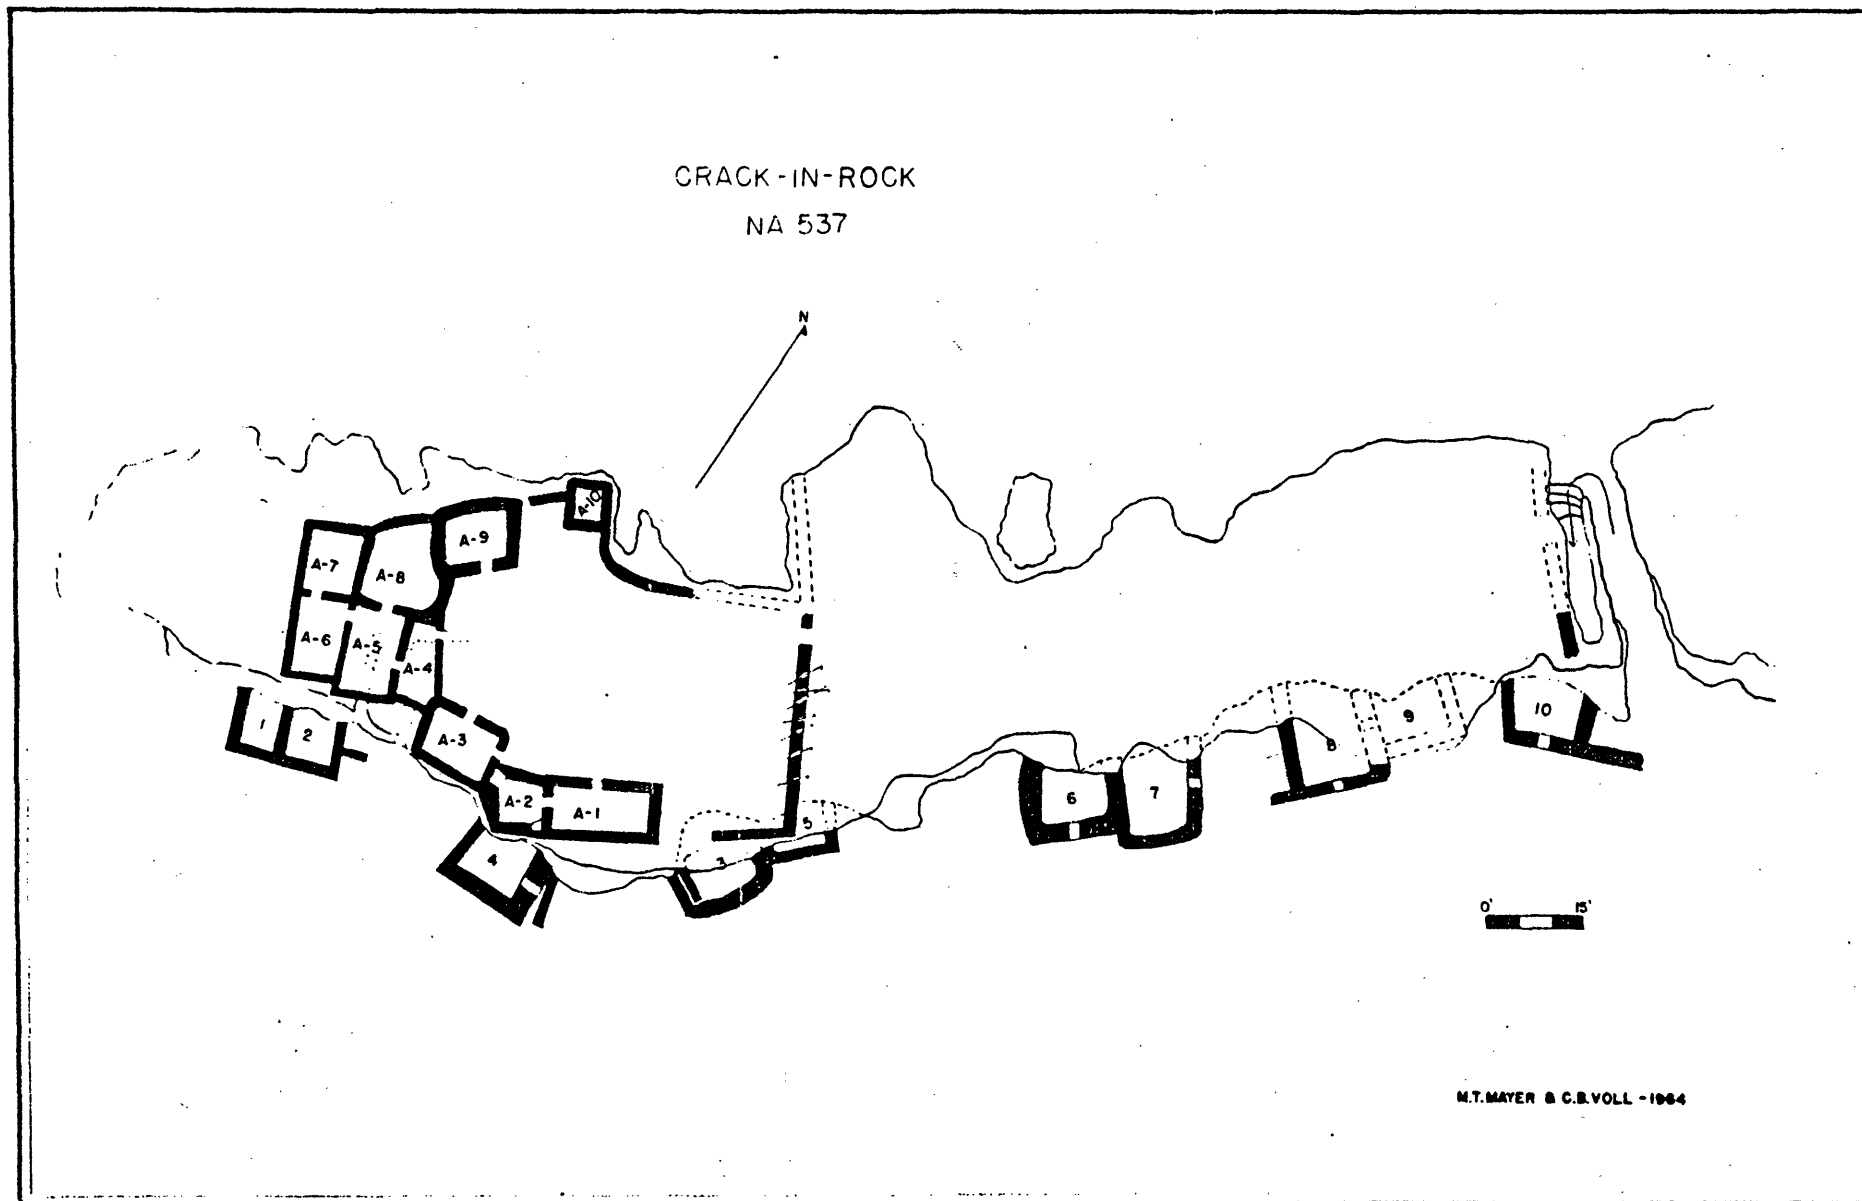 CRACK-IN-ROCK
NA 537
N
A-10
A-9
A-7
A-8
A-6
A-5
A-4
A-3
A-2
A-1
1
2
4
3
5
6
7
8
9
10
0' 15'
M.T. MAYER & C.B. VOLL - 1964